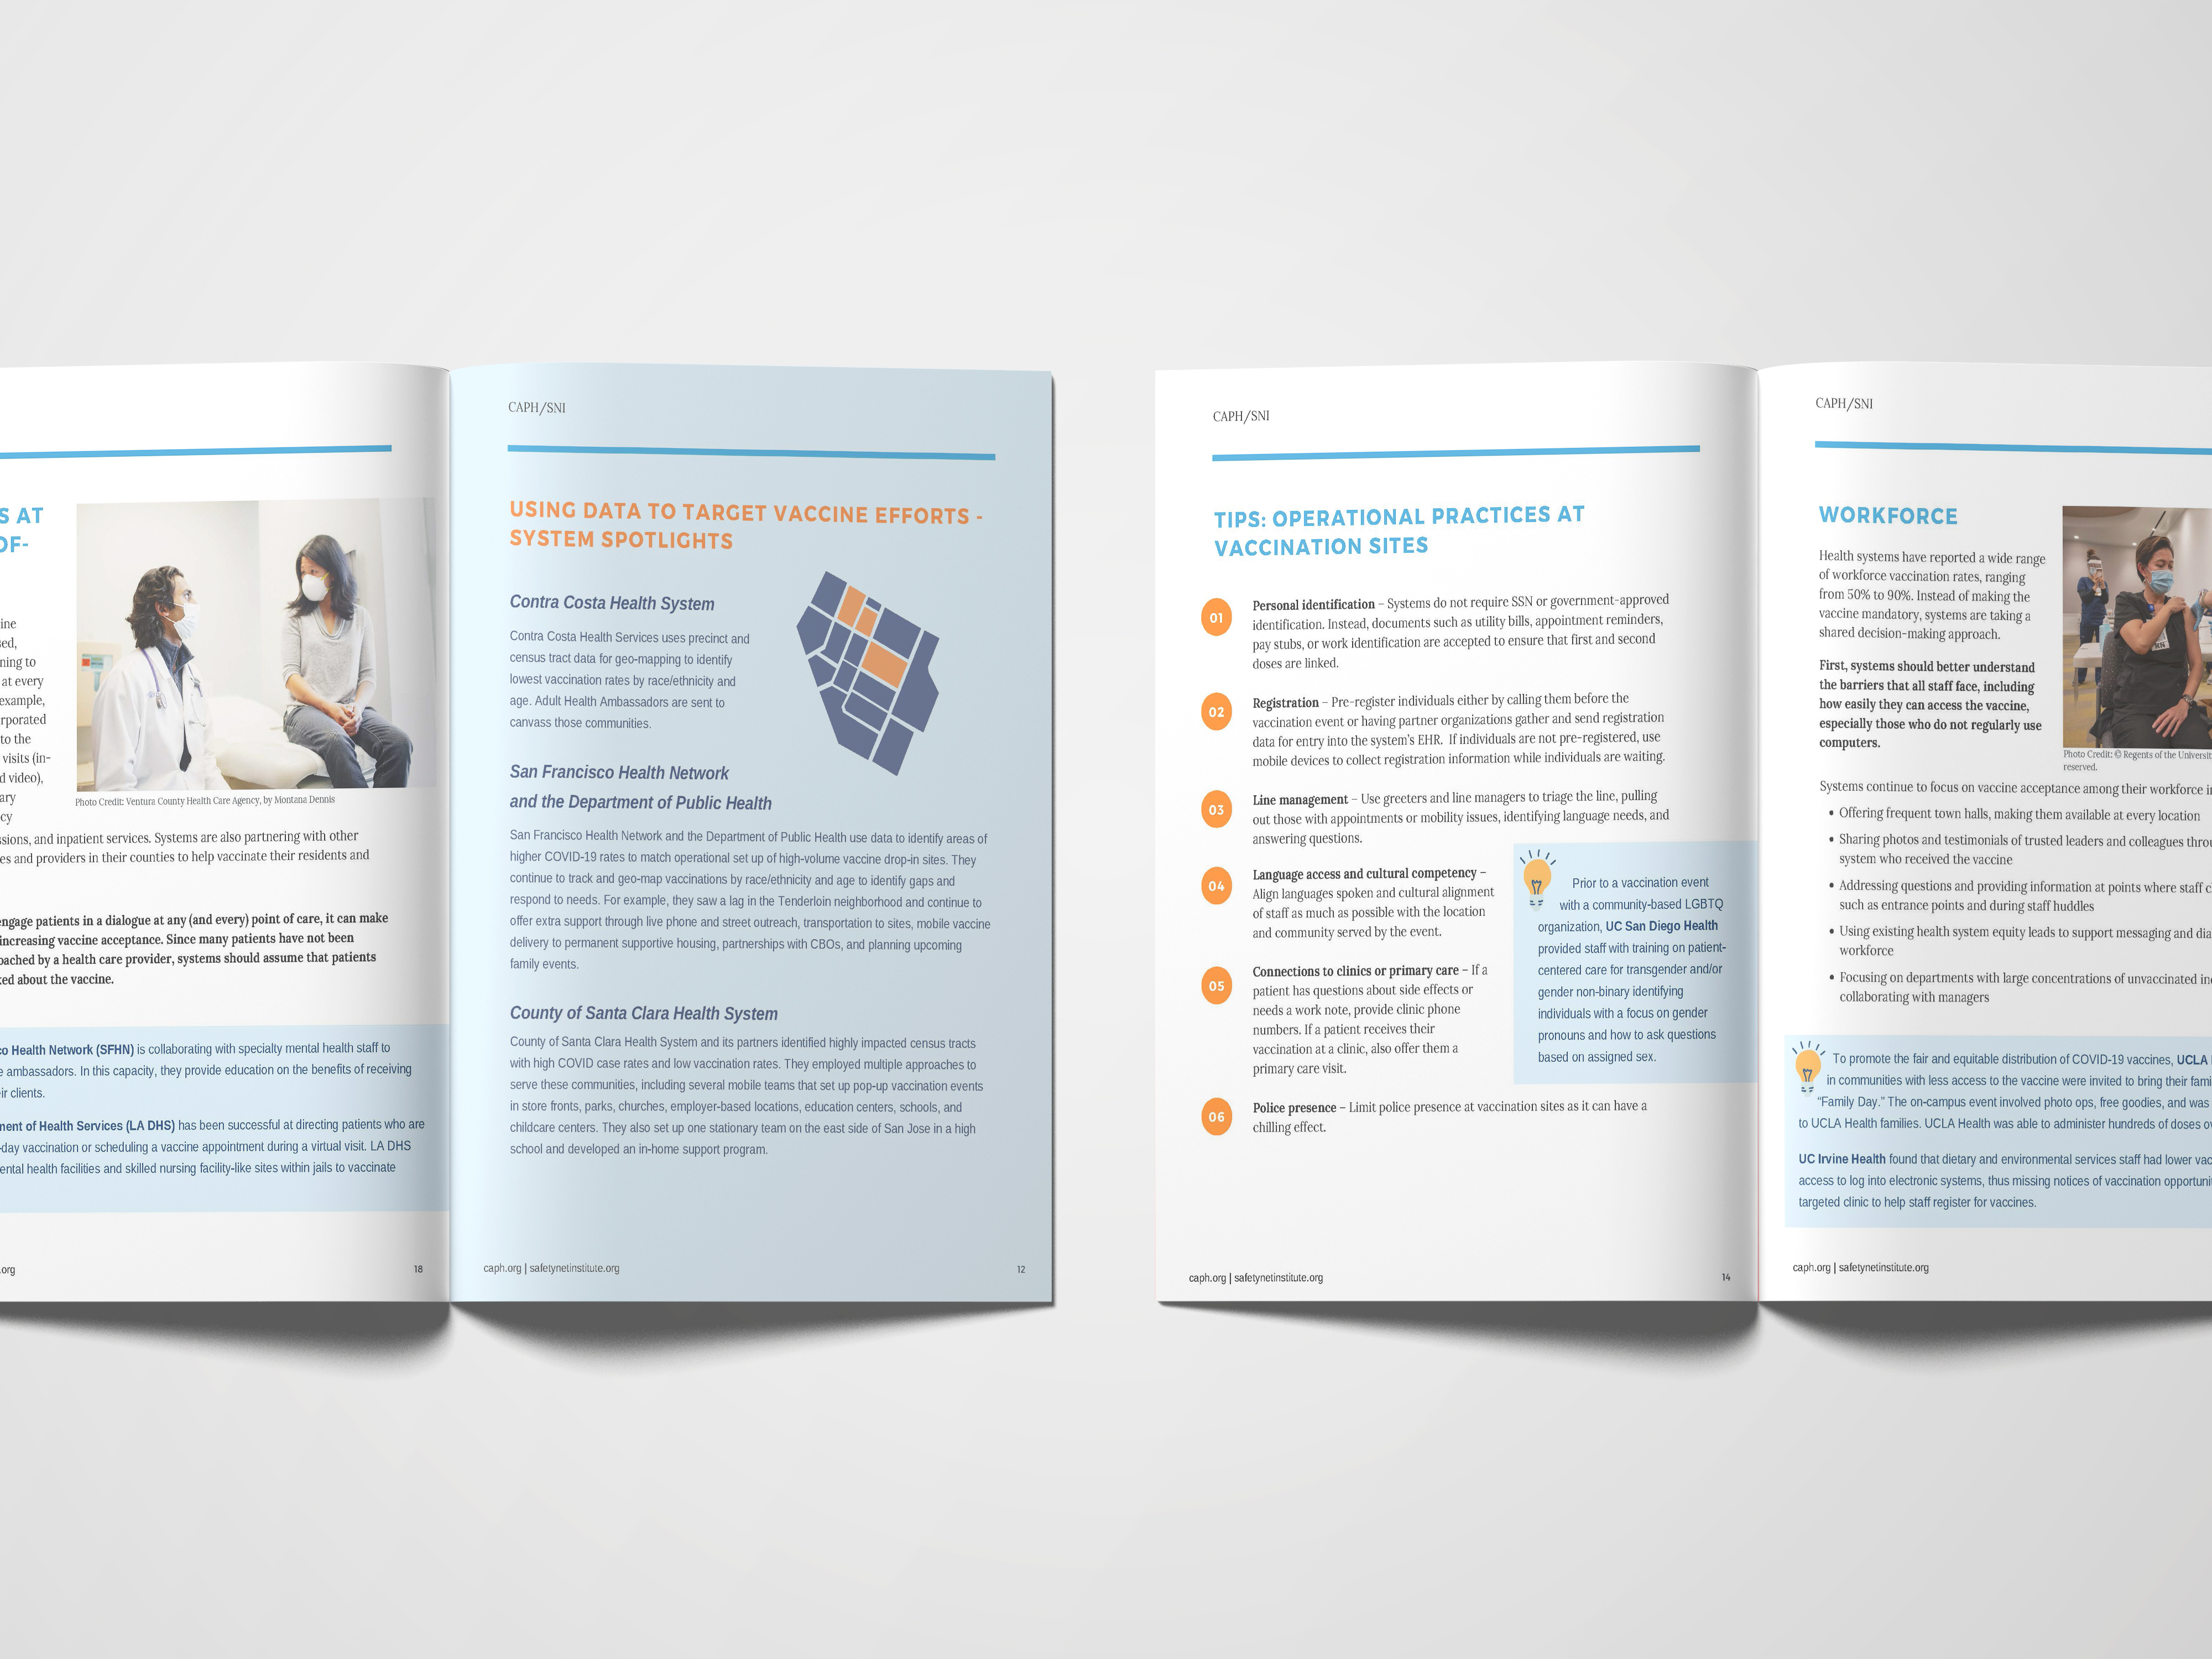 S AT
OF-
ine
sed,
ning to
at every
example,
rporated
to the
visits (in-
d video),
ary
cy
Photo Credit: Ventura County Health Care Agency, by Montana Dennis
ssions, and inpatient services. Systems are also partnering with other
es and providers in their counties to help vaccinate their residents and
engage patients in a dialogue at any (and every) point of care, it can make
increasing vaccine acceptance. Since many patients have not been
oached by a health care provider, systems should assume that patients
ked about the vaccine.
co Health Network (SFHN) is collaborating with specialty mental health staff to
e ambassadors. In this capacity, they provide education on the benefits of receiving
eir clients.
ment of Health Services (LA DHS) has been successful at directing patients who are
-day vaccination or scheduling a vaccine appointment during a virtual visit. LA DHS
ental health facilities and skilled nursing facility-like sites within jails to vaccinate
.org
18
CAPH/SNI
USING DATA TO TARGET VACCINE EFFORTS -
SYSTEM SPOTLIGHTS
Contra Costa Health System
Contra Costa Health Services uses precinct and
census tract data for geo-mapping to identify
lowest vaccination rates by race/ethnicity and
age. Adult Health Ambassadors are sent to
canvass those communities.
San Francisco Health Network
and the Department of Public Health
San Francisco Health Network and the Department of Public Health use data to identify areas of
higher COVID-19 rates to match operational set up of high-volume vaccine drop-in sites. They
continue to track and geo-map vaccinations by race/ethnicity and age to identify gaps and
respond to needs. For example, they saw a lag in the Tenderloin neighborhood and continue to
offer extra support through live phone and street outreach, transportation to sites, mobile vaccine
delivery to permanent supportive housing, partnerships with CBOs, and planning upcoming
family events.
County of Santa Clara Health System
County of Santa Clara Health System and its partners identified highly impacted census tracts
with high COVID case rates and low vaccination rates. They employed multiple approaches to
serve these communities, including several mobile teams that set up pop-up vaccination events
in store fronts, parks, churches, employer-based locations, education centers, schools, and
childcare centers. They also set up one stationary team on the east side of San Jose in a high
school and developed an in-home support program.
caph.org | safetynetinstitute.org
12
CAPH/SNI
TIPS: OPERATIONAL PRACTICES AT
VACCINATION SITES
01
Personal identification – Systems do not require SSN or government-approved
identification. Instead, documents such as utility bills, appointment reminders,
pay stubs, or work identification are accepted to ensure that first and second
doses are linked.
02
Registration – Pre-register individuals either by calling them before the
vaccination event or having partner organizations gather and send registration
data for entry into the system's EHR. If individuals are not pre-registered, use
mobile devices to collect registration information while individuals are waiting.
03
Line management – Use greeters and line managers to triage the line, pulling
out those with appointments or mobility issues, identifying language needs, and
answering questions.
04
Language access and cultural competency –
Align languages spoken and cultural alignment
of staff as much as possible with the location
and community served by the event.
05
Connections to clinics or primary care – If a
patient has questions about side effects or
needs a work note, provide clinic phone
numbers. If a patient receives their
vaccination at a clinic, also offer them a
primary care visit.
06
Police presence – Limit police presence at vaccination sites as it can have a
chilling effect.
Prior to a vaccination event
with a community-based LGBTQ
organization, UC San Diego Health
provided staff with training on patient-
centered care for transgender and/or
gender non-binary identifying
individuals with a focus on gender
pronouns and how to ask questions
based on assigned sex.
caph.org | safetynetinstitute.org
14
CAPH/SNI
WORKFORCE
Health systems have reported a wide range
of workforce vaccination rates, ranging
from 50% to 90%. Instead of making the
vaccine mandatory, systems are taking a
shared decision-making approach.
First, systems should better understand
the barriers that all staff face, including
how easily they can access the vaccine,
especially those who do not regularly use
computers.
KN
Photo Credit: © Regents of the Universit
reserved.
Systems continue to focus on vaccine acceptance among their workforce i
• Offering frequent town halls, making them available at every location
• Sharing photos and testimonials of trusted leaders and colleagues throu
system who received the vaccine
• Addressing questions and providing information at points where staff c
such as entrance points and during staff huddles
• Using existing health system equity leads to support messaging and dia
workforce
• Focusing on departments with large concentrations of unvaccinated in
collaborating with managers
To promote the fair and equitable distribution of COVID-19 vaccines, UCLA
in communities with less access to the vaccine were invited to bring their fami
"Family Day." The on-campus event involved photo ops, free goodies, and was
to UCLA Health families. UCLA Health was able to administer hundreds of doses o
UC Irvine Health found that dietary and environmental services staff had lower vac
access to log into electronic systems, thus missing notices of vaccination opportuni
targeted clinic to help staff register for vaccines.
caph.org | safetynetinstitute.org